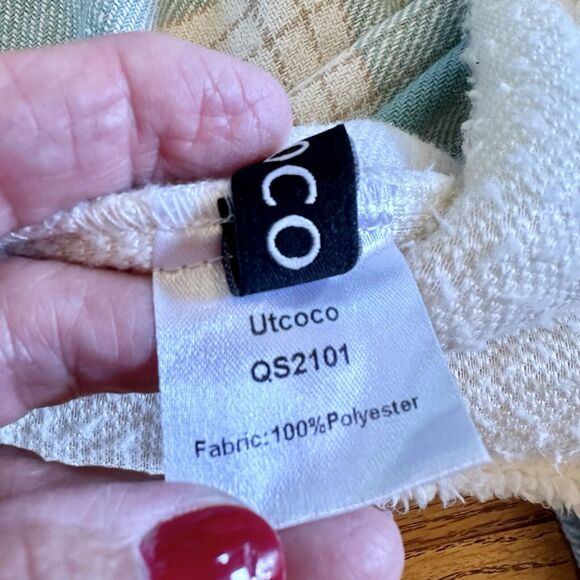 OCO
Utcoco
QS2101
Fabric:100%Polyester